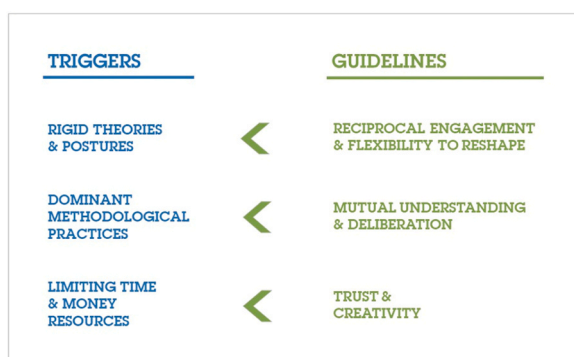 TRIGGERS
GUIDELINES
RIGID THEORIES
& POSTURES
RECIPROCAL ENGAGEMENT
& FLEXIBILITY TO RESHAPE
DOMINANT
METHODOLOGICAL
PRACTICES
MUTUAL UNDERSTANDING
& DELIBERATION
LIMITING TIME
& MONEY
RESOURCES
TRUST &
CREATIVITY